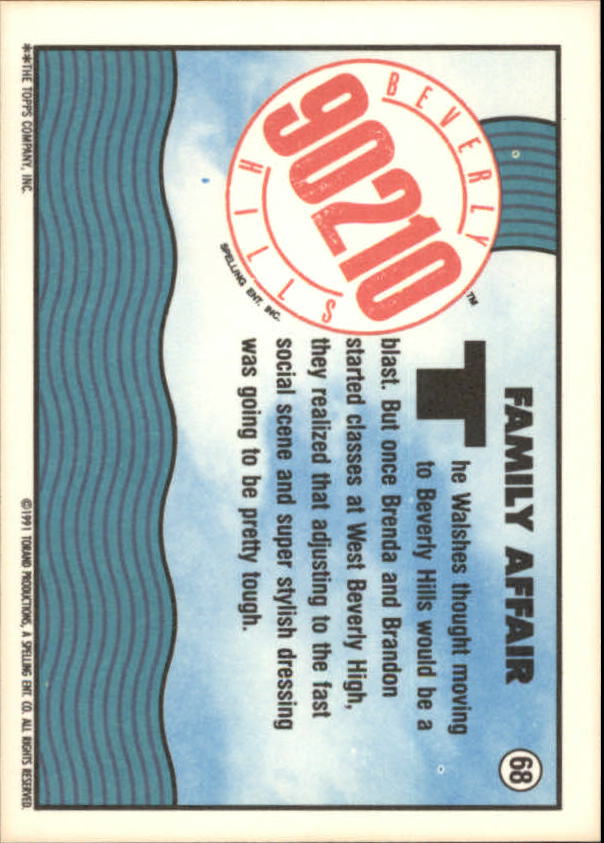 FAMILY AFFAIR
68
The Walshes thought moving
to Beverly Hills would be a
blast. But once Brenda and Brandon
started classes at West Beverly High,
they realized that adjusting to the fast
social scene and super stylish dressing
was going to be pretty tough.
BEVERLY
90210
HILLS
™
SPELLING ENT. INC.
**THE TOPPS COMPANY, INC.
©1991 TORAND PRODUCTIONS, A SPELLING ENT. CO. ALL RIGHTS RESERVED.